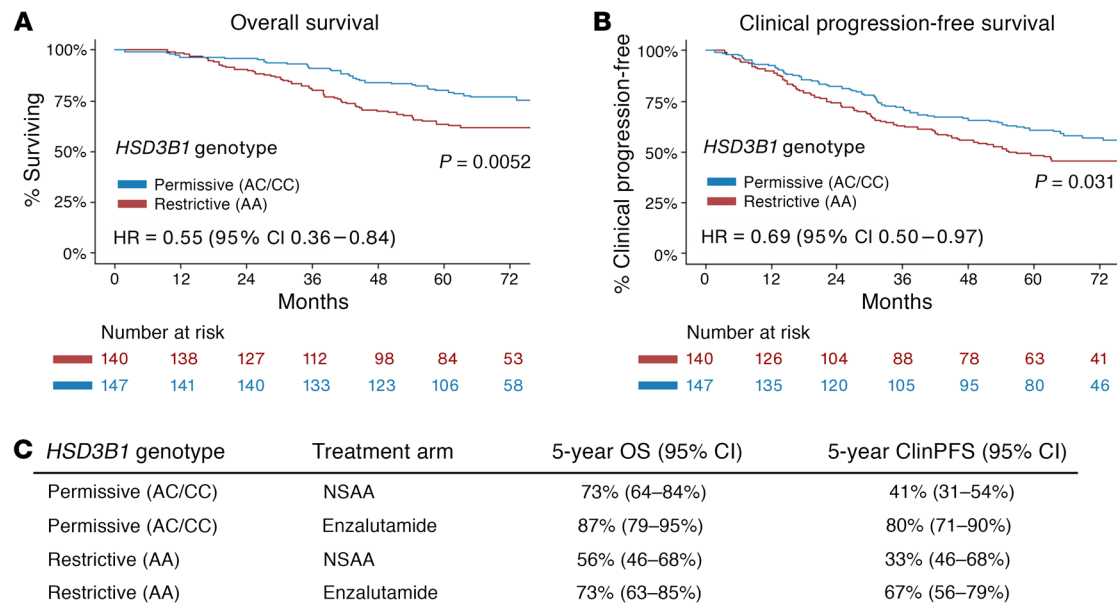 A
Overall survival
% Surviving
100%
75%
50%
25%
0%
HSD3B1 genotype
P = 0.0052
Permissive (AC/CC)
Restrictive (AA)
HR = 0.55 (95% CI 0.36–0.84)
0 12 24 36 48 60 72
Months
Number at risk
140 138 127 112 98 84 53
147 141 140 133 123 106 58
B
Clinical progression-free survival
% Clinical progression-free
100%
75%
50%
25%
0%
HSD3B1 genotype
P = 0.031
Permissive (AC/CC)
Restrictive (AA)
HR = 0.69 (95% CI 0.50–0.97)
0 12 24 36 48 60 72
Months
Number at risk
140 126 104 88 78 63 41
147 135 120 105 95 80 46
C
HSD3B1 genotype Treatment arm 5-year OS (95% CI) 5-year ClinPFS (95% CI)
Permissive (AC/CC) NSAA 73% (64–84%) 41% (31–54%)
Permissive (AC/CC) Enzalutamide 87% (79–95%) 80% (71–90%)
Restrictive (AA) NSAA 56% (46–68%) 33% (46–68%)
Restrictive (AA) Enzalutamide 73% (63–85%) 67% (56–79%)